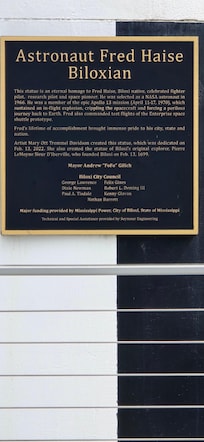 Astronaut Fred Haise
Biloxian
This statue is an eternal homage to Fred Haise, Biloxi native, celebrated fighter
pilot, research pilot and space pioneer. He was selected as a NASA astronaut in
1966. He was a member of the epic Apollo 13 mission (April 11-17, 1970), which
sustained an in-flight explosion, crippling the spacecraft and forcing a perilous
journey back to Earth. Fred also commanded test flights of the Enterprise space
shuttle prototype.
Fred's lifetime of accomplishment brought immense pride to his city, state and
nation.
Artist Mary Ott Tremmel Davidson created this statue, which was dedicated on
Feb. 13, 2022. She also created the statue of Biloxi's original explorer, Pierre
LeMoyne Sieur D'Iberville, who founded Biloxi on Feb. 13, 1699.
Mayor Andrew "FoFo" Gilich
Biloxi City Council
George Lawrence Felix Gines
Dixie Newman Robert L. Deming III
Paul A. Tisdale Kenny Glavan
Nathan Barrett
Major funding provided by Mississippi Power, City of Biloxi, State of Mississippi
Technical and Special Assistance provided by Seymour Engineering